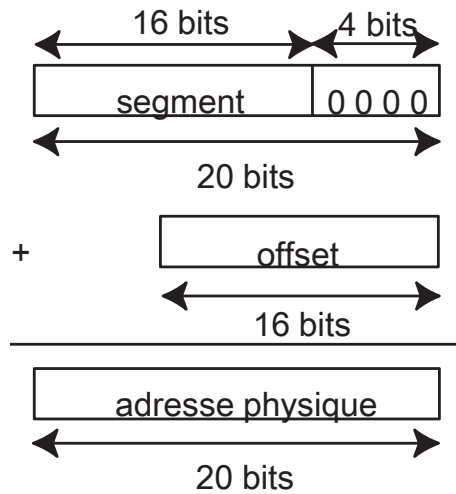 16 bits 4 bits
segment 0 0 0 0
20 bits
+ offset
16 bits
adresse physique
20 bits